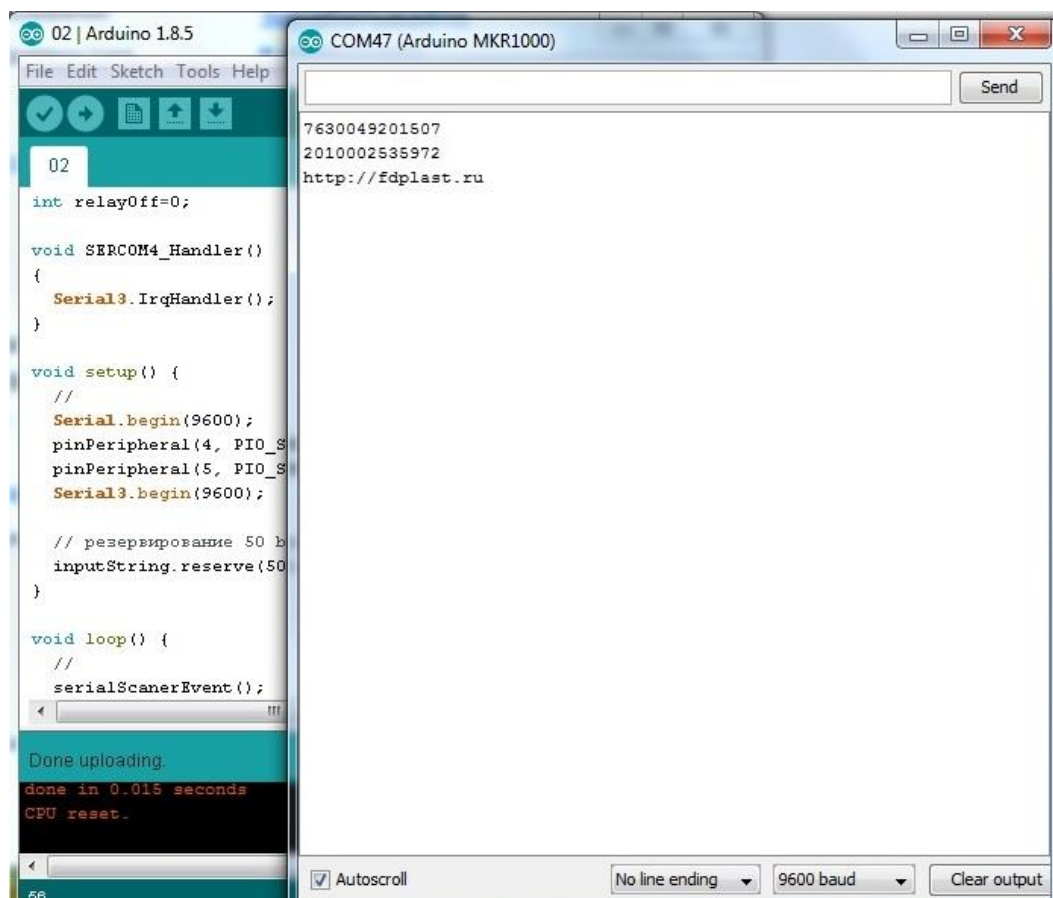 02 | Arduino 1.8.5
File Edit Sketch Tools Help
02
int relayOff=0;
void SERCOM4_Handler()
{
Serial3.IrqHandler();
}
void setup() {
//
Serial.begin(9600);
pinPeripheral(4, PIO_S
pinPeripheral(5, PIO_S
Serial3.begin(9600);
// резервирование 50 b
inputString.reserve(50
}
void loop() {
//
serialScanerEvent();
Done uploading.
done in 0.015 seconds
CPU reset.
56
COM47 (Arduino MKR1000)
Send
7630049201507
2010002535972
http://fdplast.ru
Autoscroll
No line ending
9600 baud
Clear output